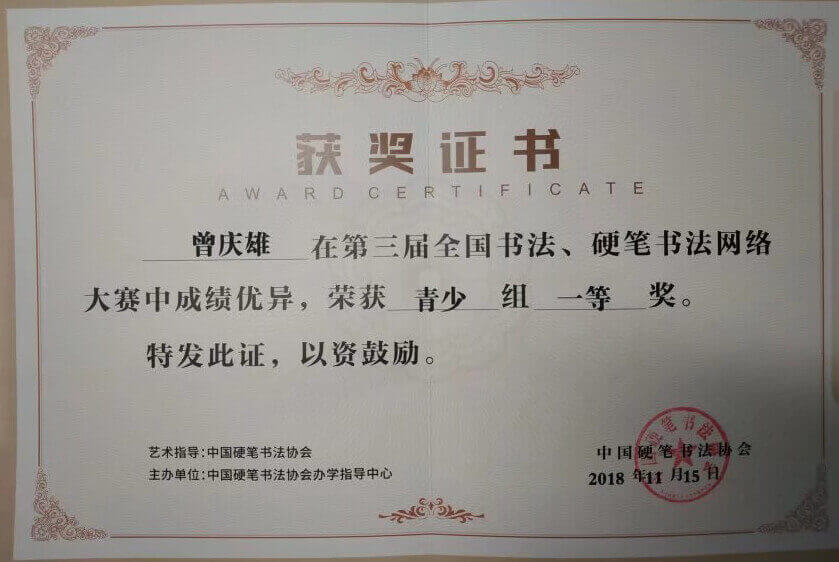 获奖证书
AWARD CERTIFICATE
曾庆雄 在第三届全国书法、硬笔书法网络
大赛中成绩优异，荣获 青少 组 一等 奖。
特发此证，以资鼓励。
艺术指导：中国硬笔书法协会
主办单位：中国硬笔书法协会办学指导中心
中国硬笔书法协会
2018 年11 月15 日